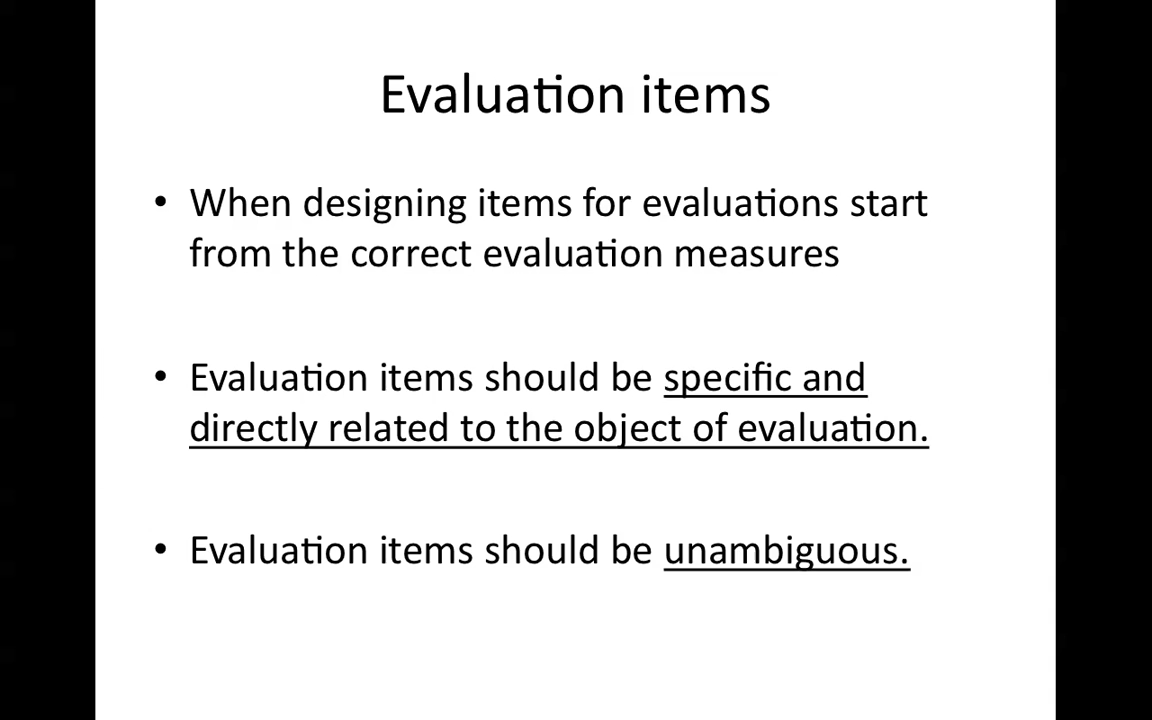 Evaluation items
• When designing items for evaluations start
from the correct evaluation measures
• Evaluation items should be specific and
directly related to the object of evaluation.
• Evaluation items should be unambiguous.